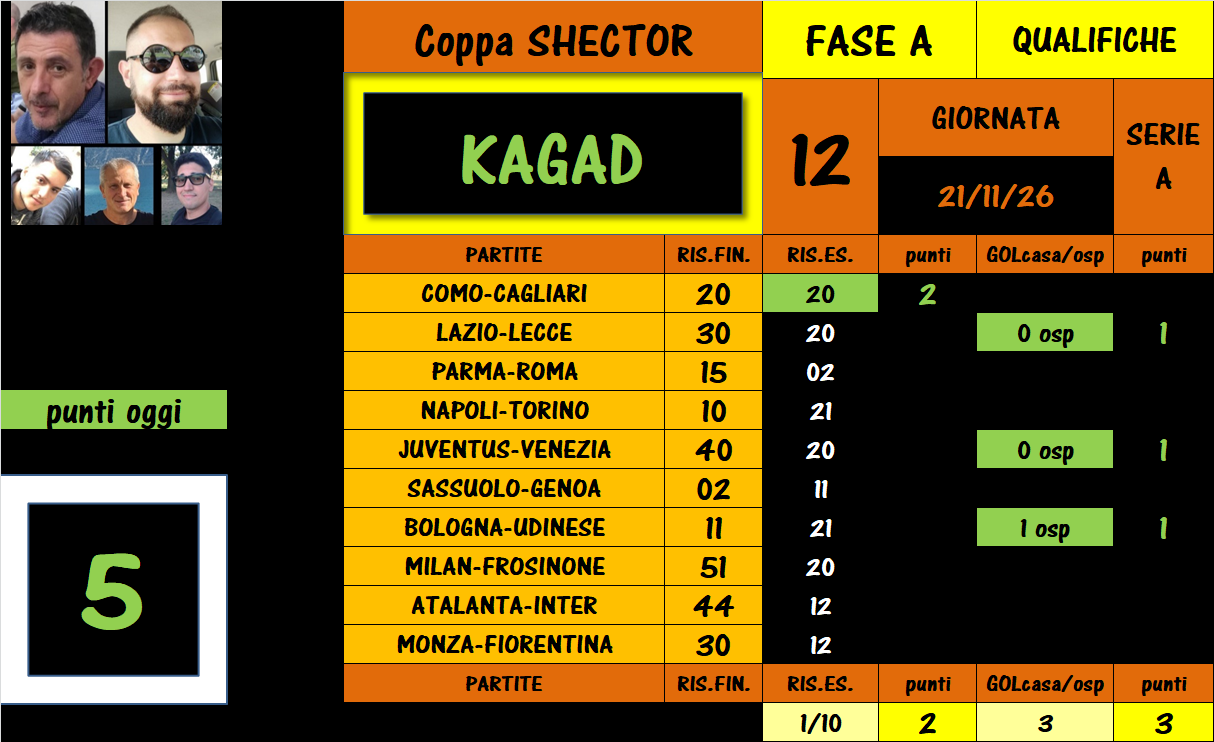 Coppa SHECTOR
FASE A
QUALIFICHE
KAGAD
12
GIORNATA
21/11/26
SERIE
A
PARTITE RIS.FIN. RIS.ES. punti GOLcasa/osp punti
COMO-CAGLIARI 20 20 2
LAZIO-LECCE 30 20 0 osp 1
PARMA-ROMA 15 02
NAPOLI-TORINO 10 21
JUVENTUS-VENEZIA 40 20 0 osp 1
SASSUOLO-GENOA 02 11
BOLOGNA-UDINESE 11 21 1 osp 1
MILAN-FROSINONE 51 20
ATALANTA-INTER 44 12
MONZA-FIORENTINA 30 12
PARTITE RIS.FIN. RIS.ES. punti GOLcasa/osp punti
1/10 2 3 3
punti oggi
5